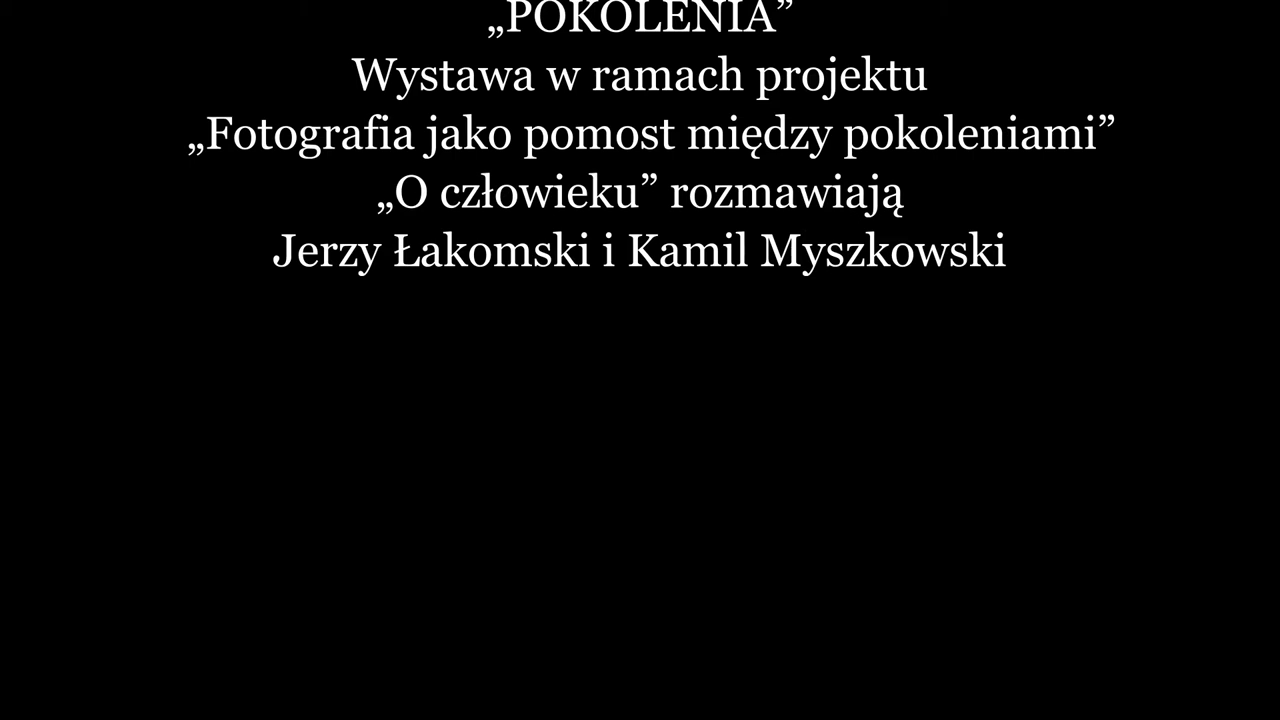 „POKOLENIA”
Wystawa w ramach projektu
„Fotografia jako pomost między pokoleniami”
„O człowieku” rozmawiają
Jerzy Łakomski i Kamil Myszkowski